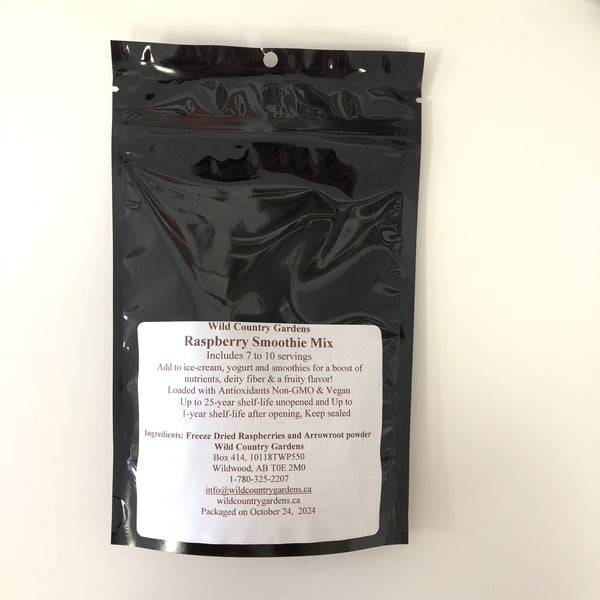 Wild Country Gardens
Raspberry Smoothie Mix
Includes 7 to 10 servings
Add to ice-cream, yogurt and smoothies for a boost of
nutrients, deity fiber & a fruity flavor!
Loaded with Antioxidants Non-GMO & Vegan
Up to 25-year shelf-life unopened and Up to
1-year shelf-life after opening, Keep sealed
Ingredients: Freeze Dried Raspberries and Arrowroot powder
Wild Country Gardens
Box 414, 10118TWP550
Wildwood, AB T0E 2M0
1-780-325-2207
info@wildcountrygardens.ca
wildcountrygardens.ca
Packaged on October 24, 2024